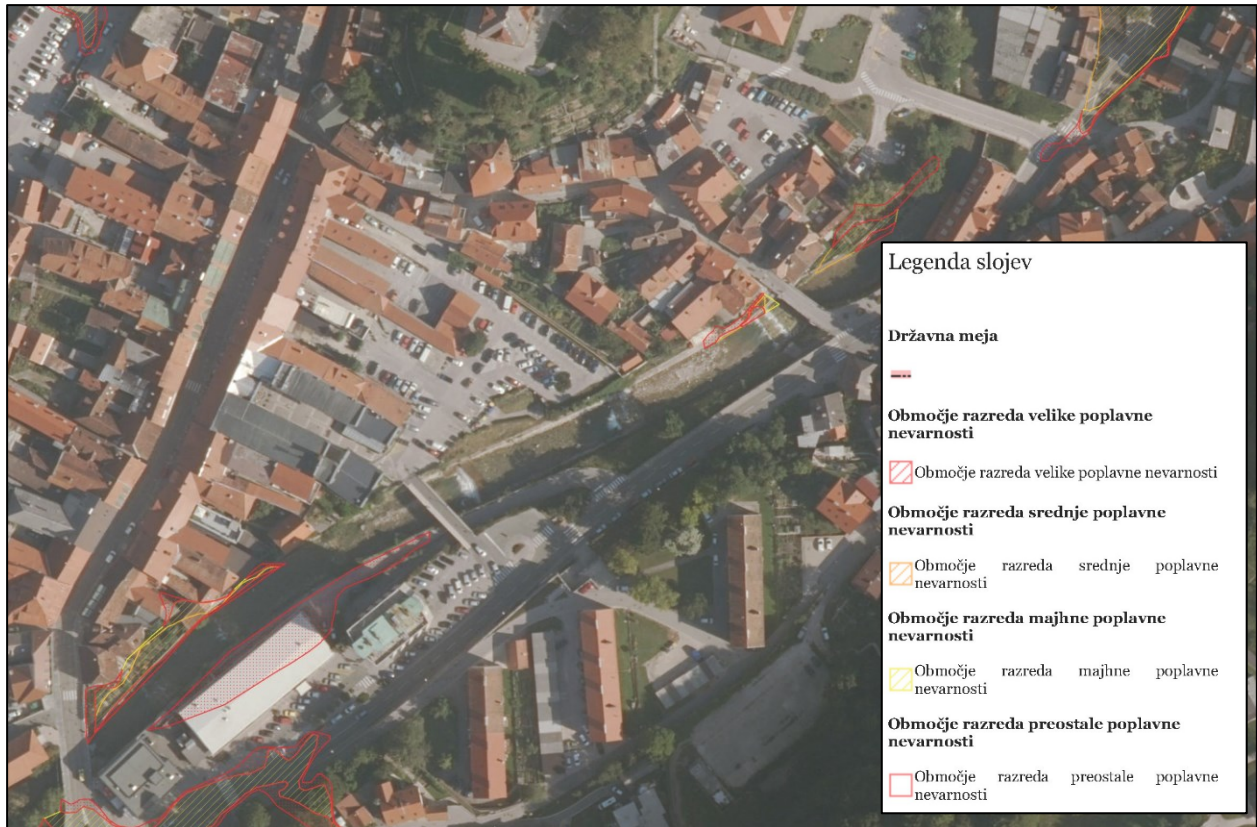 Legenda slojev
Državna meja
Območje razreda velike poplavne
nevarnosti
Območje razreda velike poplavne nevarnosti
Območje razreda srednje poplavne
nevarnosti
Območje razreda srednje poplavne
nevarnosti
Območje razreda majhne poplavne
nevarnosti
Območje razreda majhne poplavne
nevarnosti
Območje razreda preostale poplavne
nevarnosti
Območje razreda preostale poplavne
nevarnosti